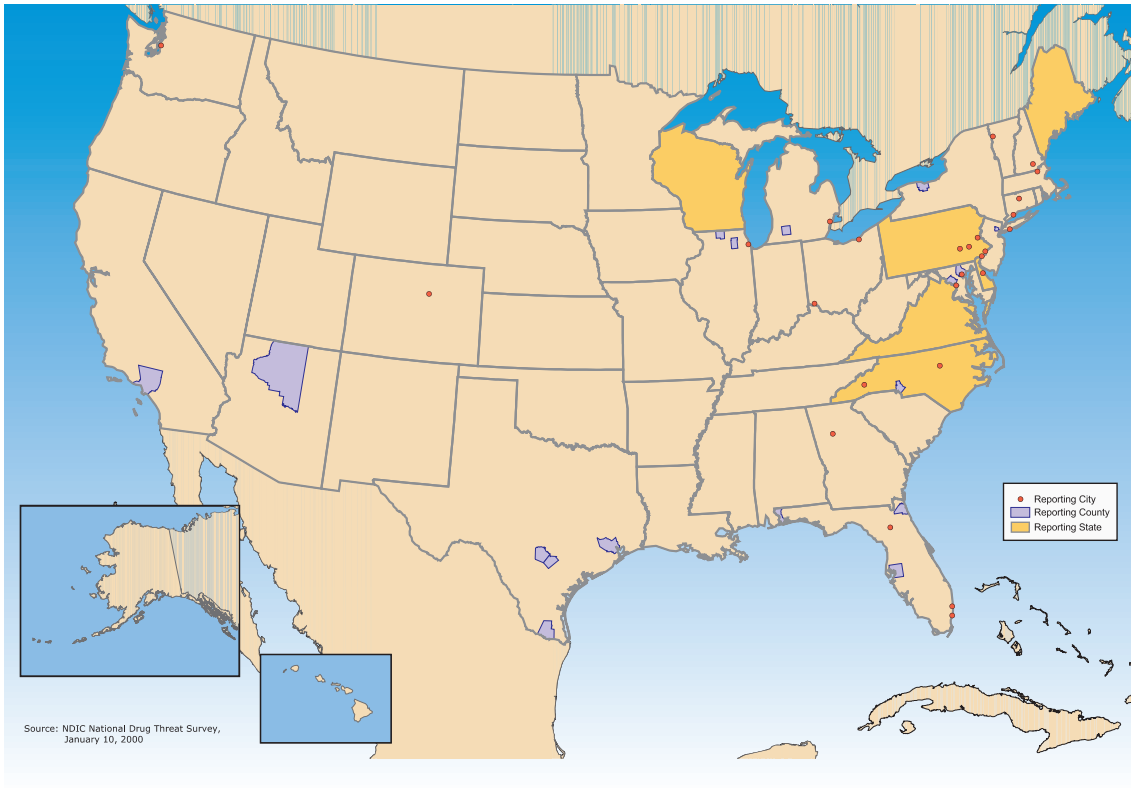 Reporting City
Reporting County
Reporting State
Source: NDIC National Drug Threat Survey,
January 10, 2000